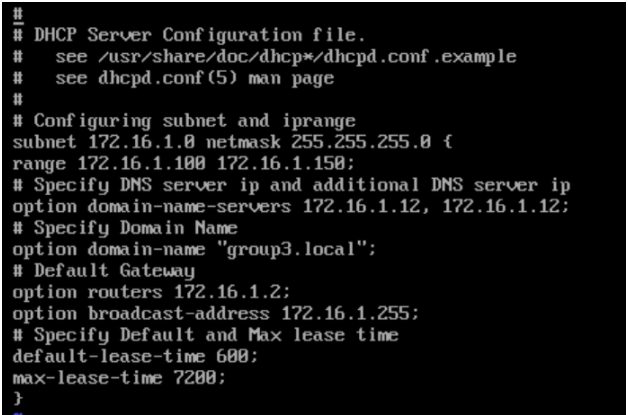 #
# DHCP Server Configuration file.
#   see /usr/share/doc/dhcp*/dhcpd.conf.example
#   see dhcpd.conf(5) man page
#
# Configuring subnet and iprange
subnet 172.16.1.0 netmask 255.255.255.0 {
range 172.16.1.100 172.16.1.150;
# Specify DNS server ip and additional DNS server ip
option domain-name-servers 172.16.1.12, 172.16.1.12;
# Specify Domain Name
option domain-name "group3.local";
# Default Gateway
option routers 172.16.1.2;
option broadcast-address 172.16.1.255;
# Specify Default and Max lease time
default-lease-time 600;
max-lease-time 7200;
}